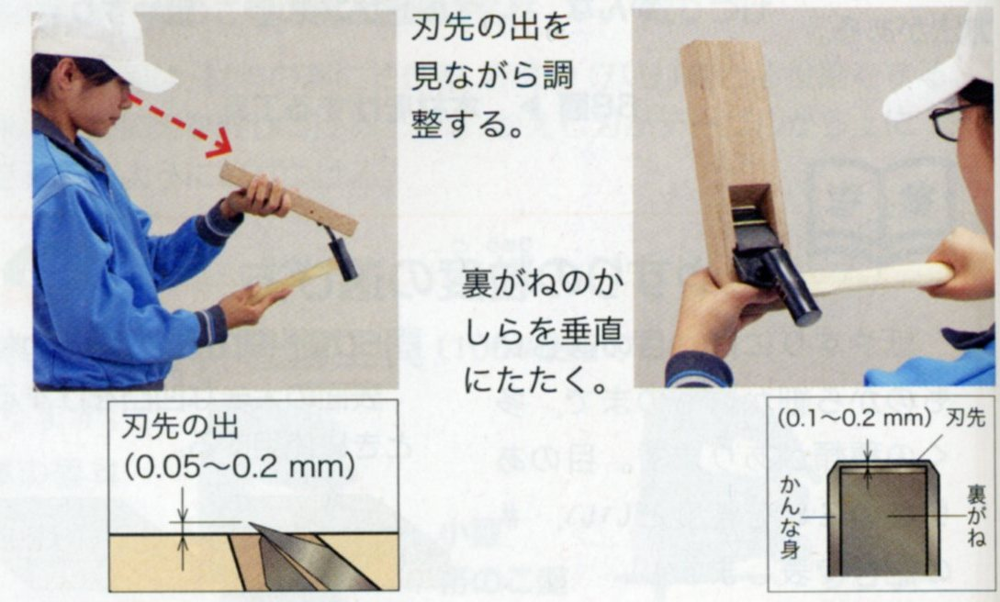 刃先の出を
見ながら調
整する。
裏がねのか
しらを垂直
にたたく。
刃先の出
（0.05〜0.2 mm）
（0.1〜0.2 mm）刃先
かんな身
裏がね